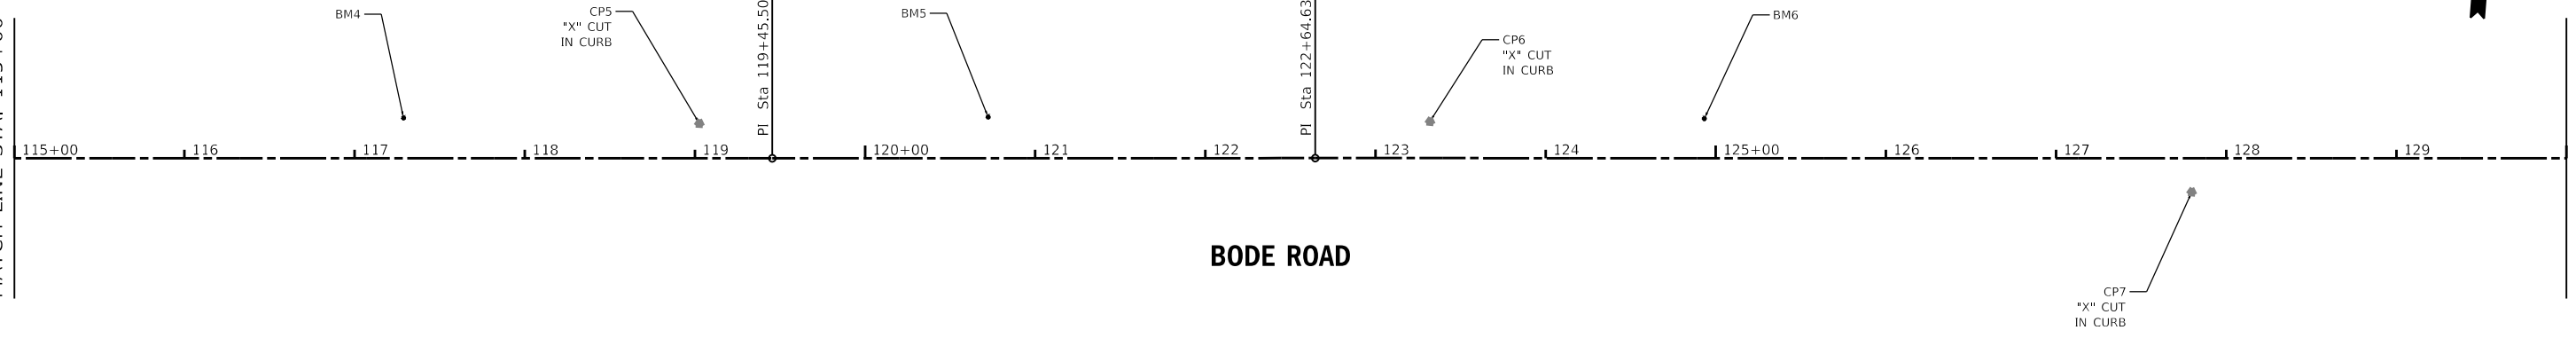 BM4
CP5
"X" CUT
IN CURB
PI Sta 119+45.50
BM5
PI Sta 122+64.63
CP6
"X" CUT
IN CURB
BM6
115+00
116
117
118
119
120+00
121
122
123
124
125+00
126
127
128
129
BODE ROAD
CP7
"X" CUT
IN CURB